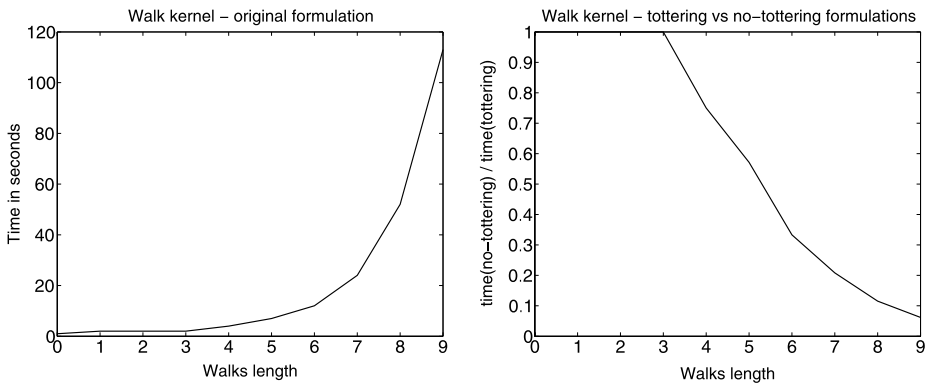 Walk kernel − original formulation
120
100
80
60
40
20
0
Time in seconds
0 1 2 3 4 5 6 7 8 9
Walks length
Walk kernel − tottering vs no−tottering formulations
1
0.9
0.8
0.7
0.6
0.5
0.4
0.3
0.2
0.1
0
time(no−tottering) / time(tottering)
0 1 2 3 4 5 6 7 8 9
Walks length